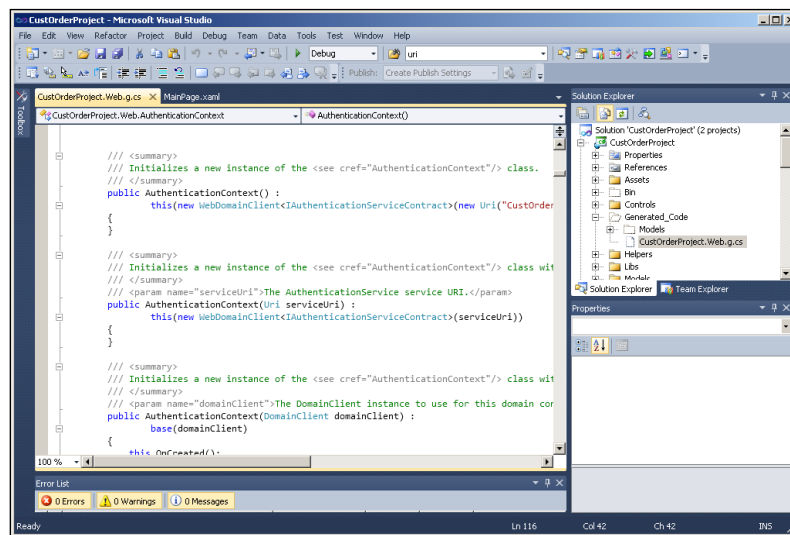 CustOrderProject - Microsoft Visual Studio
File Edit View Refactor Project Build Debug Team Data Tools Test Window Help
Debug uri
Publish: Create Publish Settings
Toolbox
CustOrderProject.Web.g.cs MainPage.xaml
CustOrderProject.Web.AuthenticationContext AuthenticationContext()
/// <summary>
/// Initializes a new instance of the <see cref="AuthenticationContext"/> class.
/// </summary>
public AuthenticationContext() :
this(new WebDomainClient<IAuthenticationServiceContract>(new Uri("CustOrder
{
}
/// <summary>
/// Initializes a new instance of the <see cref="AuthenticationContext"/> class wit
/// </summary>
/// <param name="serviceUri">The AuthenticationService service URI.</param>
public AuthenticationContext(Uri serviceUri) :
this(new WebDomainClient<IAuthenticationServiceContract>(serviceUri))
{
}
/// <summary>
/// Initializes a new instance of the <see cref="AuthenticationContext"/> class wit
/// </summary>
/// <param name="domainClient">The DomainClient instance to use for this domain con
public AuthenticationContext(DomainClient domainClient) :
base(domainClient)
{
this.OnCreated();
100 %
Solution Explorer
Solution 'CustOrderProject' (2 projects)
CustOrderProject
Properties
References
Assets
Bin
Controls
Generated_Code
Models
CustOrderProject.Web.g.cs
Helpers
Libs
Models
Solution Explorer Team Explorer
Properties
Error List
0 Errors 0 Warnings 0 Messages
Ready Ln 116 Col 42 Ch 42 INS